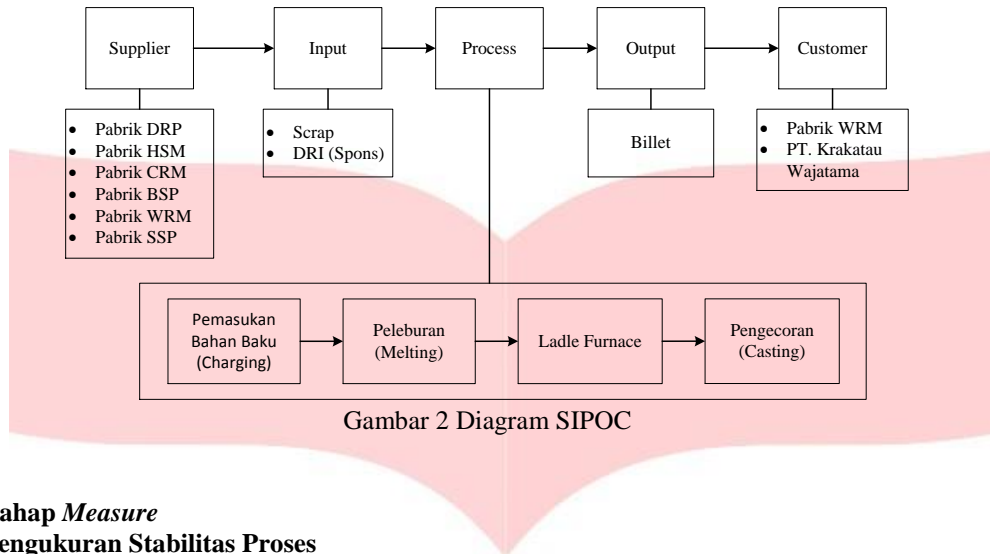 Supplier
Input
Process
Output
Customer
• Pabrik DRP
• Pabrik HSM
• Pabrik CRM
• Pabrik BSP
• Pabrik WRM
• Pabrik SSP
• Scrap
• DRI (Spons)
Billet
• Pabrik WRM
• PT. Krakatau
Wajatama
Pemasukan
Bahan Baku
(Charging)
Peleburan
(Melting)
Ladle Furnace
Pengecoran
(Casting)
Gambar 2 Diagram SIPOC
ahap Measure
engukuran Stabilitas Proses